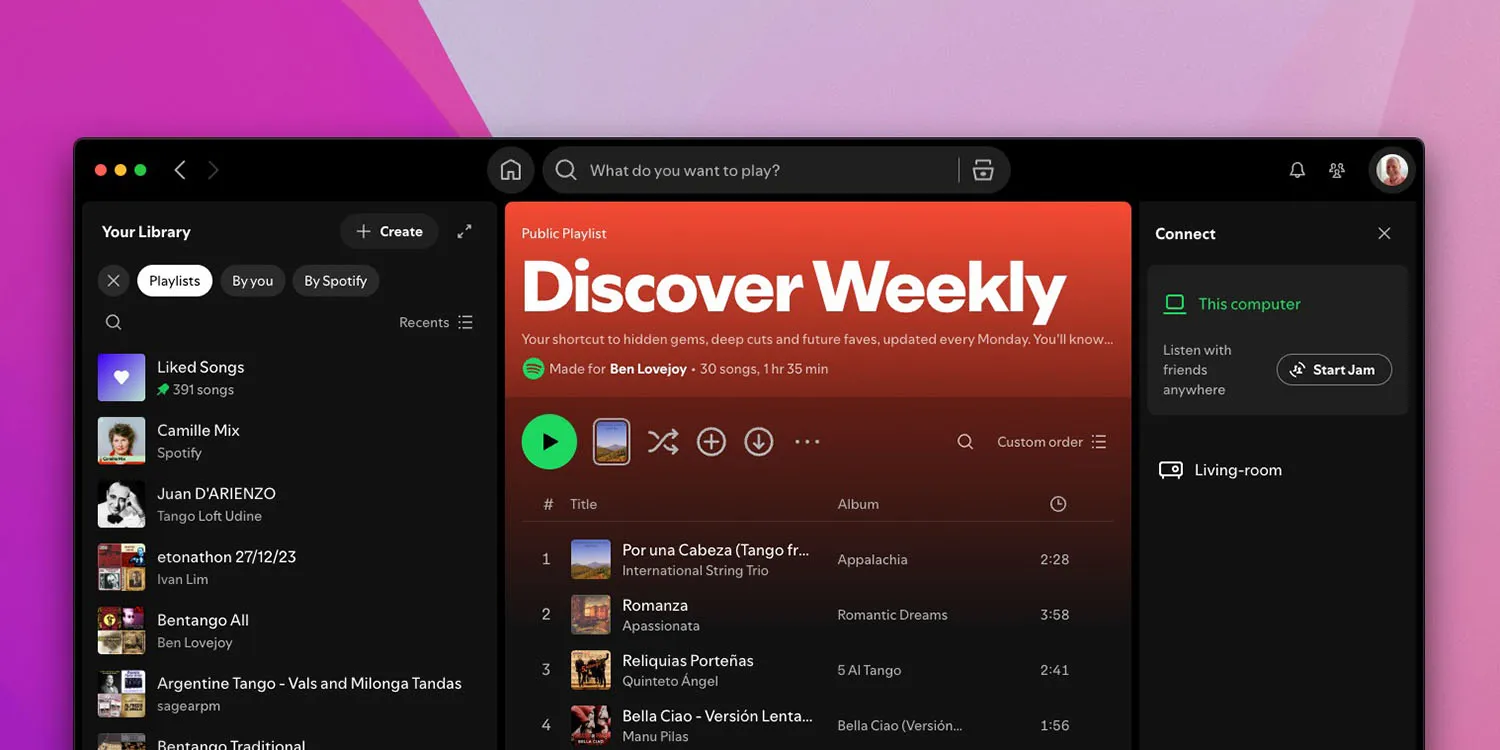 What do you want to play?
Your Library
Create
Playlists
By you
By Spotify
Recents
Liked Songs
391 songs
Camille Mix
Spotify
Juan D'ARIENZO
Tango Loft Udine
etonathon 27/12/23
Ivan Lim
Bentango All
Ben Lovejoy
Argentine Tango - Vals and Milonga Tandas
sagearpm
Bentango Traditional
Public Playlist
Discover Weekly
Your shortcut to hidden gems, deep cuts and future faves, updated every Monday. You'll know...
Made for Ben Lovejoy • 30 songs, 1 hr 35 min
Custom order
# Title Album
1 Por una Cabeza (Tango fr... Appalachia 2:28
International String Trio
2 Romanza Romantic Dreams 3:58
Apassionata
3 Reliquias Porteñas 5 Al Tango 2:41
Quinteto Ángel
4 Bella Ciao - Versión Lenta... Bella Ciao (Versión... 1:56
Manu Pilas
Connect
This computer
Listen with
friends
anywhere
Start Jam
Living-room